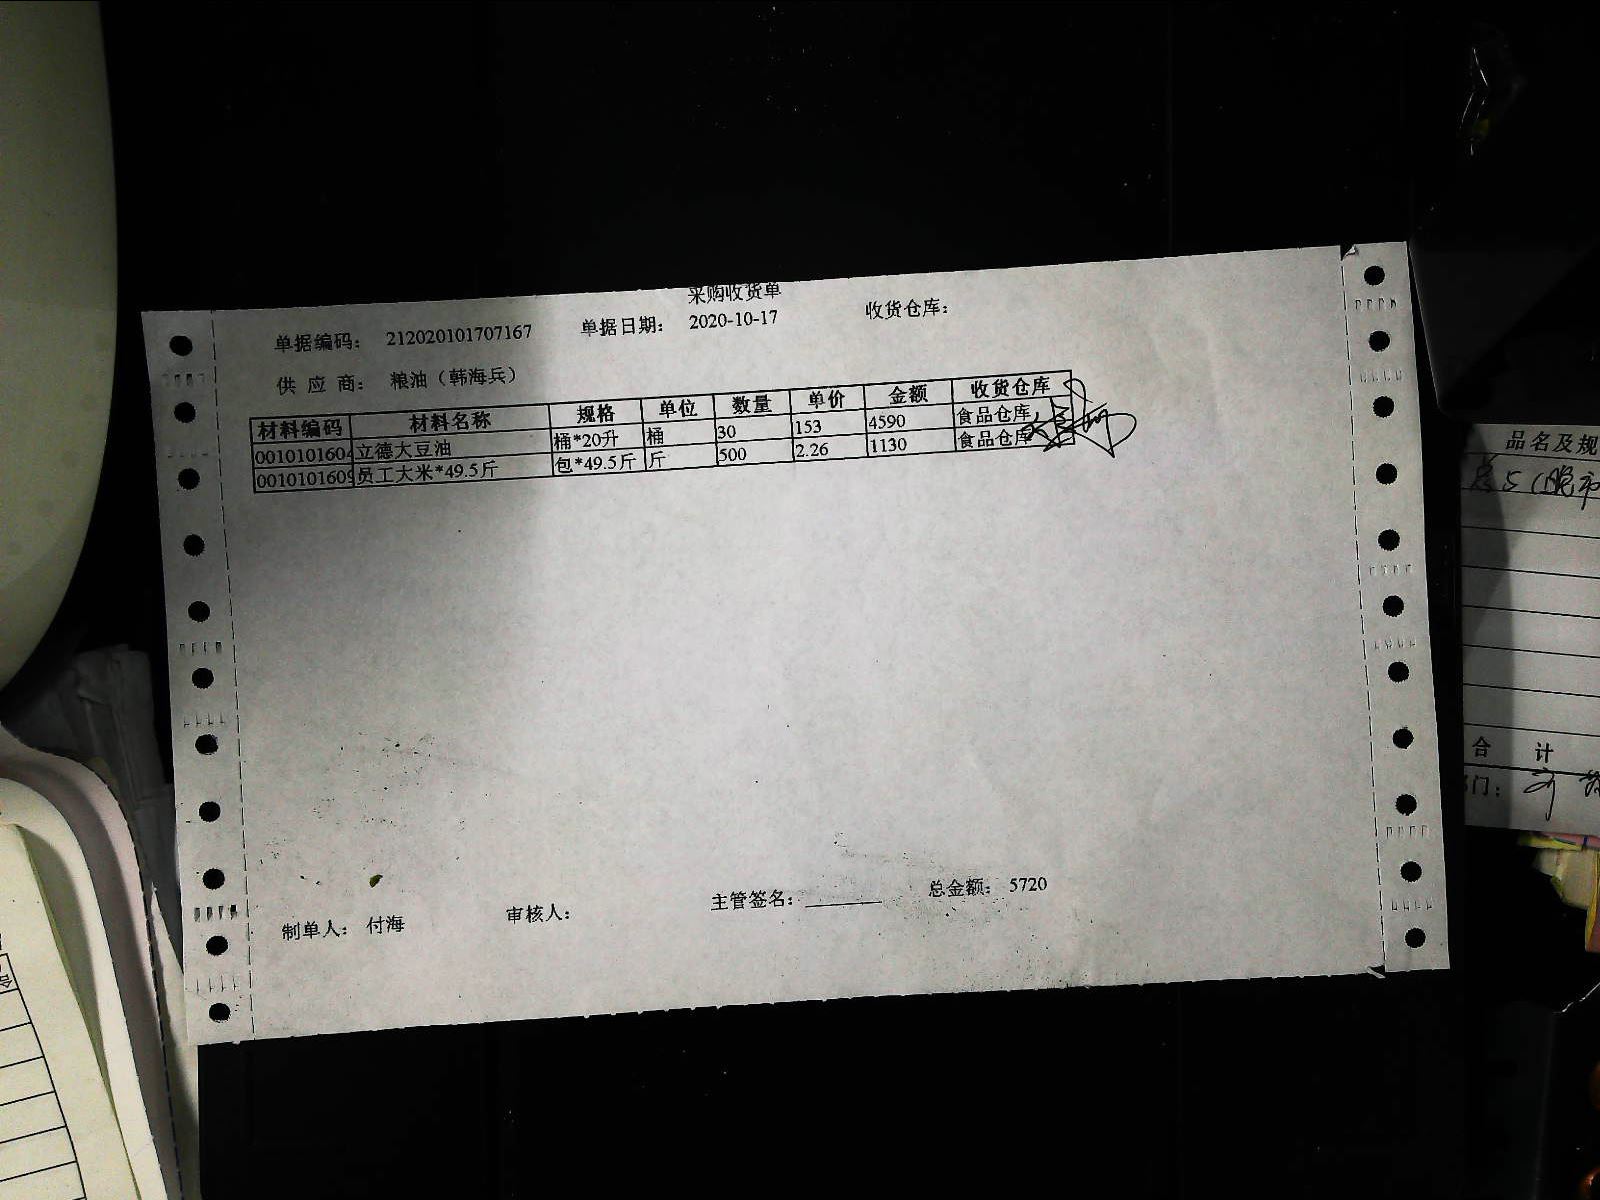 采购收货单
单据编码： 212020101707167 单据日期： 2020-10-17 收货仓库：
供 应 商： 粮油（韩海兵）
材料编码 材料名称 规格 单位 数量 单价 金额 收货仓库
0010101604 立德大豆油 桶*20升 桶 30 153 4590 食品仓库
0010101609 员工大米*49.5斤 包*49.5斤 斤 500 2.26 1130 食品仓库
制单人： 付海 审核人： 主管签名： 总金额： 5720
品名及规
合 计
门：